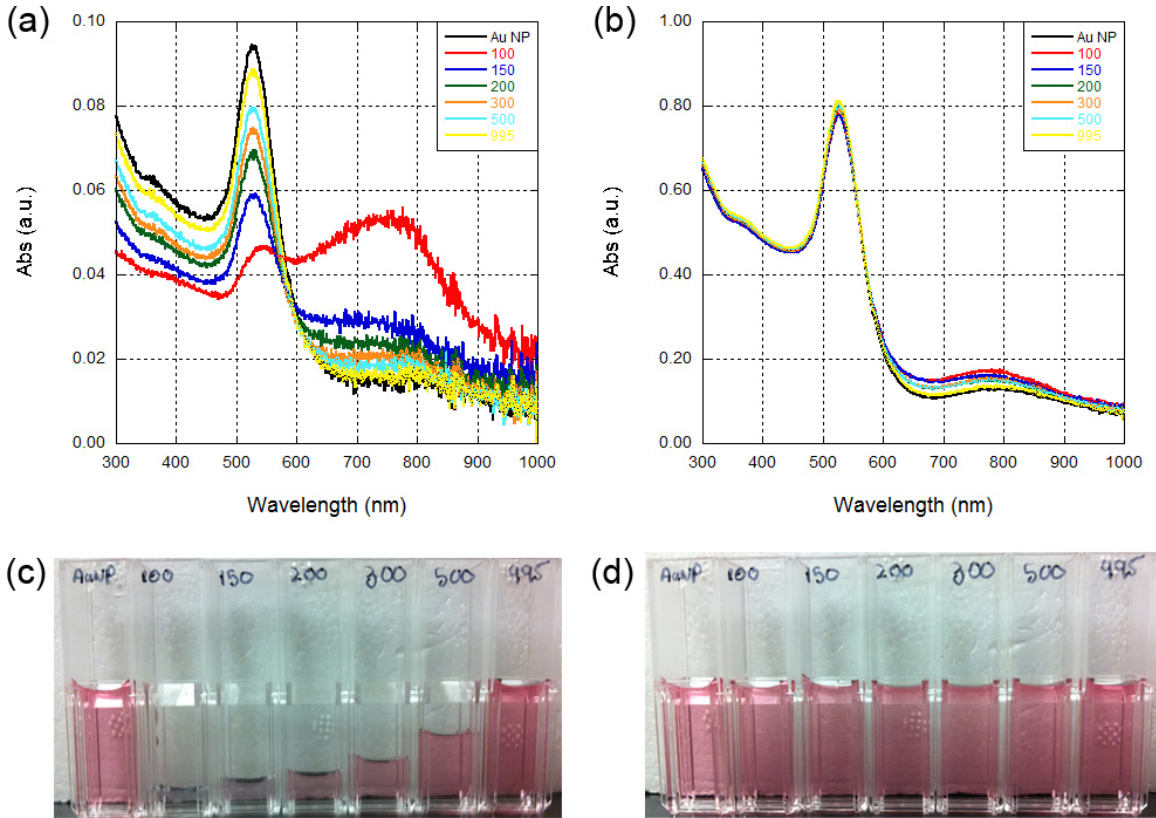 (a)
0.10
0.08
0.06
0.04
0.02
0.00
Abs (a.u.)
300 400 500 600 700 800 900 1000
Wavelength (nm)
Au NP
100
150
200
300
500
995
(b)
1.00
0.80
0.60
0.40
0.20
0.00
Abs (a.u.)
300 400 500 600 700 800 900 1000
Wavelength (nm)
Au NP
100
150
200
300
500
995
(c)
AuNP 100 150 200 300 500 995
(d)
AuNP 100 150 200 300 500 995